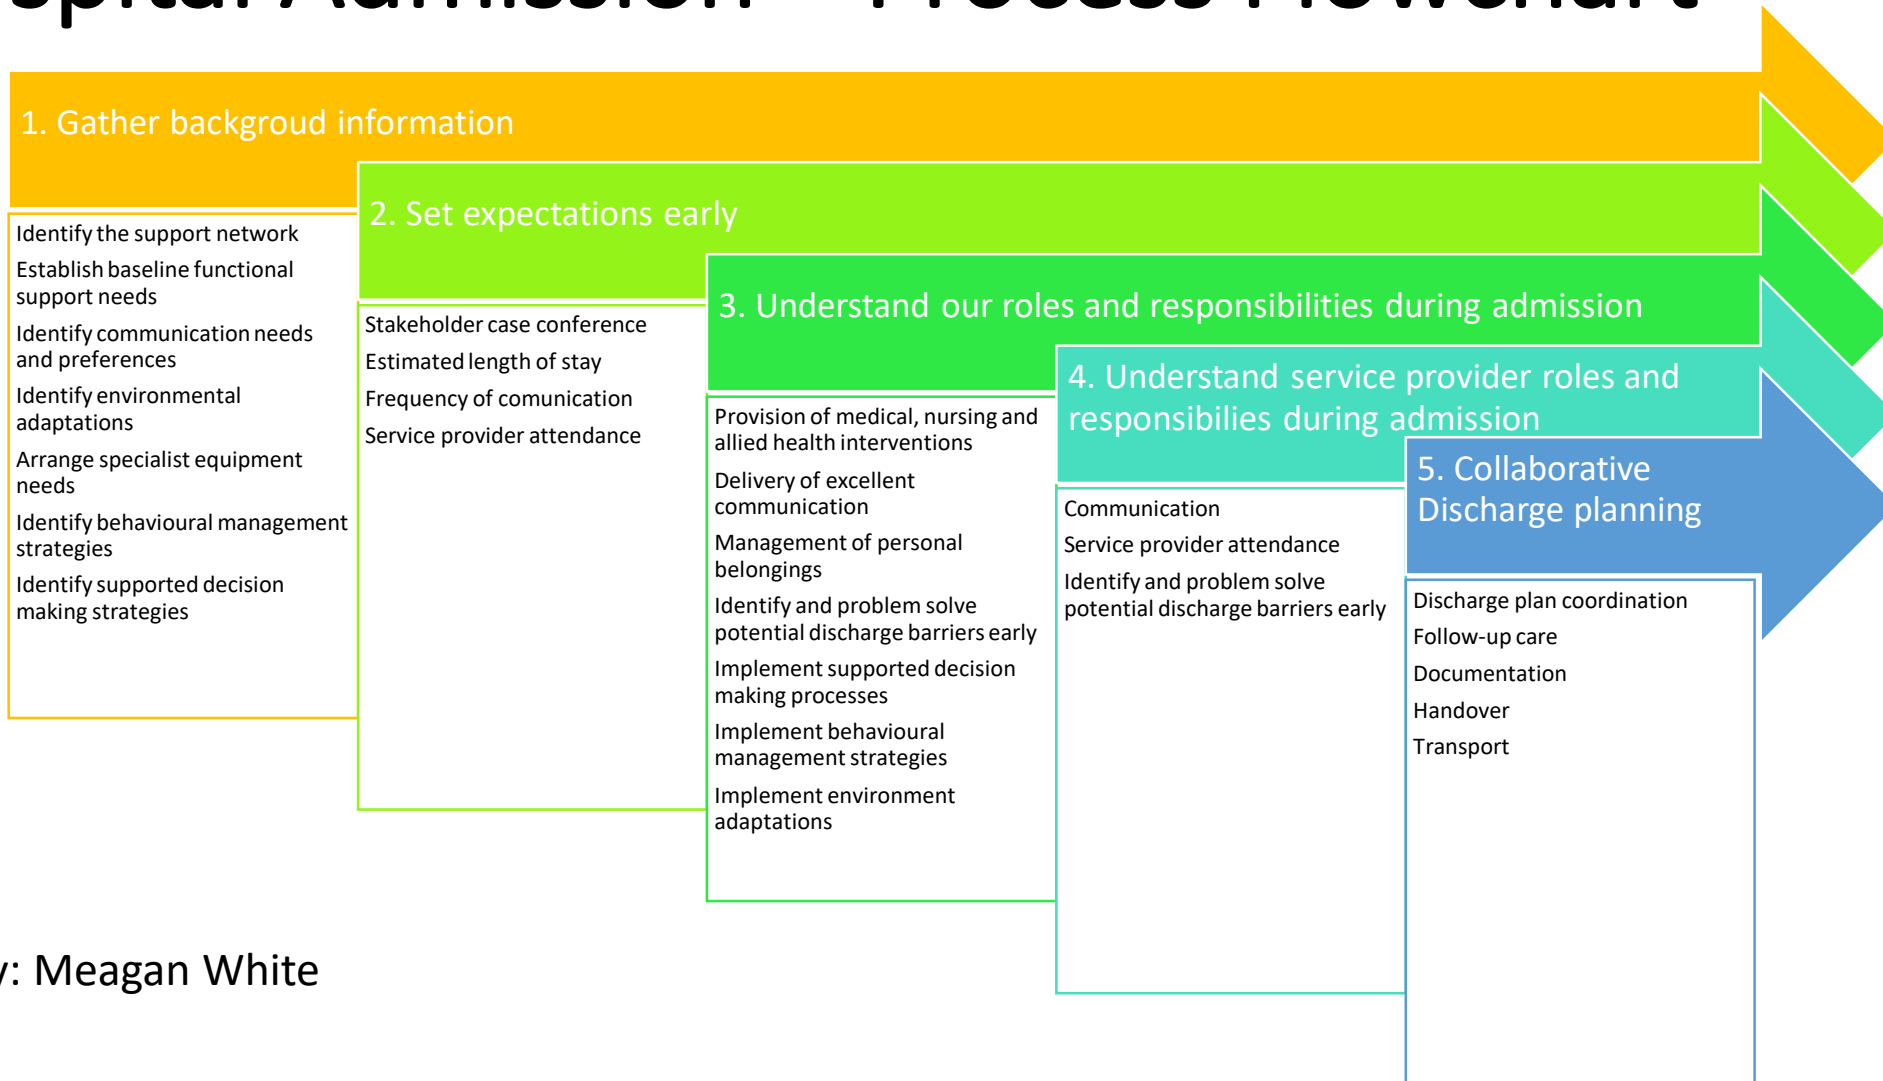 spital Admission – Process Flowchart
1. Gather backgroud information
Identify the support network
Establish baseline functional
support needs
Identify communication needs
and preferences
Identify environmental
adaptations
Arrange specialist equipment
needs
Identify behavioural management
strategies
Identify supported decision
making strategies
2. Set expectations early
Stakeholder case conference
Estimated length of stay
Frequency of comunication
Service provider attendance
3. Understand our roles and responsibilities during admission
Provision of medical, nursing and
allied health interventions
Delivery of excellent
communication
Management of personal
belongings
Identify and problem solve
potential discharge barriers early
Implement supported decision
making processes
Implement behavioural
management strategies
Implement environment
adaptations
4. Understand service provider roles and
responsibilies during admission
Communication
Service provider attendance
Identify and problem solve
potential discharge barriers early
5. Collaborative
Discharge planning
Discharge plan coordination
Follow-up care
Documentation
Handover
Transport
y: Meagan White